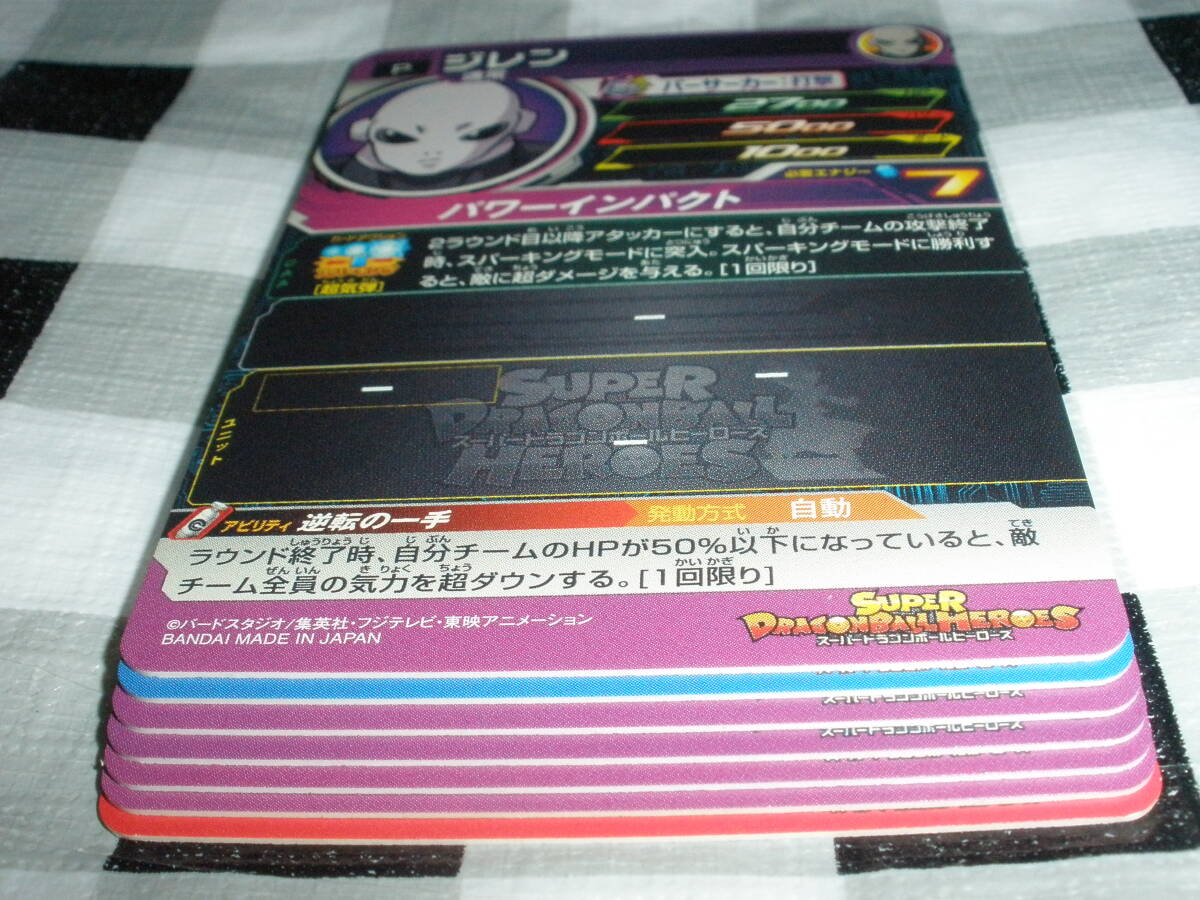 P ジレン
バーサーカー:打撃
2700
5000
1000
必要エナジー 7
パワーインパクト
カードアクション
[超気弾]
2ラウンド目以降アタッカーにすると、自分チームの攻撃終了
時、スパーキングモードに突入。スパーキングモードに勝利す
ると、敵に超ダメージを与える。[1回限り]
ー
ユニット
ー
ー
ー
SUPER
DRAGONBALL
スーパードラゴンボールヒーローズ
HEROES
アビリティ 逆転の一手 発動方式 自動
ラウンド終了時、自分チームのHPが50%以下になっていると、敵
チーム全員の気力を超ダウンする。[1回限り]
©バードスタジオ/集英社・フジテレビ・東映アニメーション
BANDAI MADE IN JAPAN
SUPER
DRAGONBALL HEROES
スーパードラゴンボールヒーローズ
スーパードラゴンボールヒーローズ
スーパードラゴンボールヒーローズ